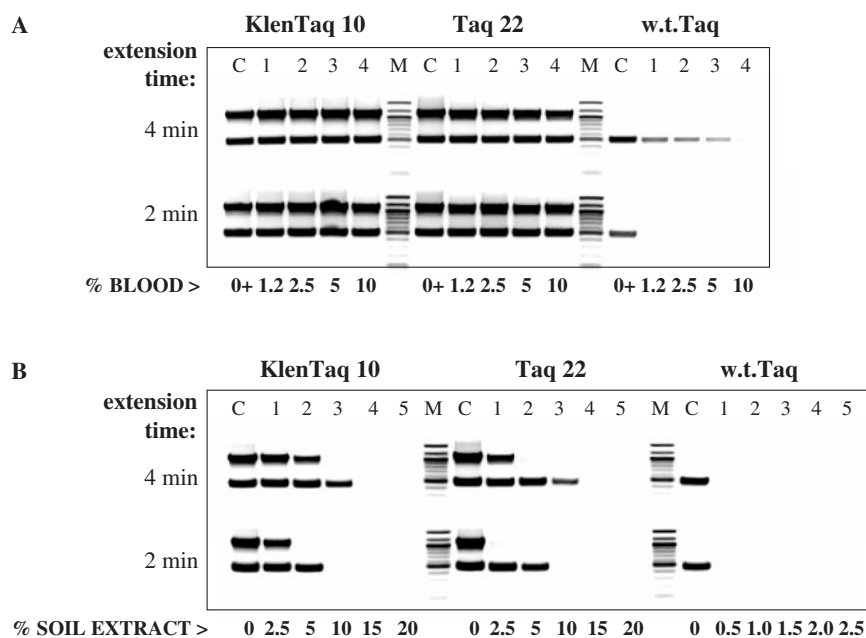 A
KlenTaq 10 Taq 22 w.t.Taq
extension time:
C 1 2 3 4 M C 1 2 3 4 M C 1 2 3 4
4 min
2 min
% BLOOD > 0+ 1.2 2.5 5 10 0+ 1.2 2.5 5 10 0+ 1.2 2.5 5 10
B
KlenTaq 10 Taq 22 w.t.Taq
extension time:
C 1 2 3 4 5 M C 1 2 3 4 5 M C 1 2 3 4 5
4 min
2 min
% SOIL EXTRACT > 0 2.5 5 10 15 20 0 2.5 5 10 15 20 0 0.5 1.0 1.5 2.0 2.5